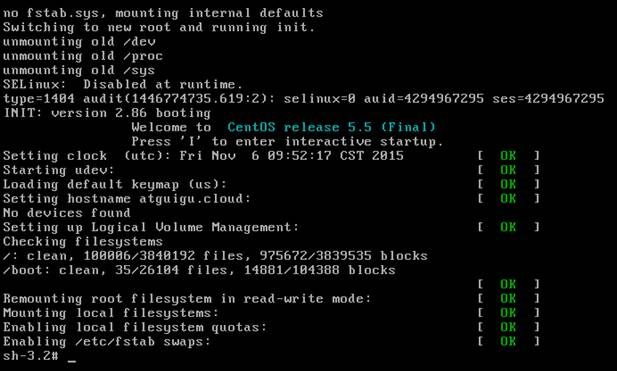 no fstab.sys, mounting internal defaults
Switching to new root and running init.
unmounting old /dev
unmounting old /proc
unmounting old /sys
SELinux:  Disabled at runtime.
type=1404 audit(1446774735.619:2): selinux=0 auid=4294967295 ses=4294967295
INIT: version 2.86 booting
Welcome to  CentOS release 5.5 (Final)
Press 'I' to enter interactive startup.
Setting clock  (utc): Fri Nov  6 09:52:17 CST 2015 [  OK  ]
Starting udev: [  OK  ]
Loading default keymap (us): [  OK  ]
Setting hostname atguigu.cloud: [  OK  ]
No devices found
Setting up Logical Volume Management: [  OK  ]
Checking filesystems
/: clean, 100006/3840192 files, 975672/3839535 blocks
/boot: clean, 35/26104 files, 14881/104388 blocks
[  OK  ]
Remounting root filesystem in read-write mode: [  OK  ]
Mounting local filesystems: [  OK  ]
Enabling local filesystem quotas: [  OK  ]
Enabling /etc/fstab swaps: [  OK  ]
sh-3.2# _